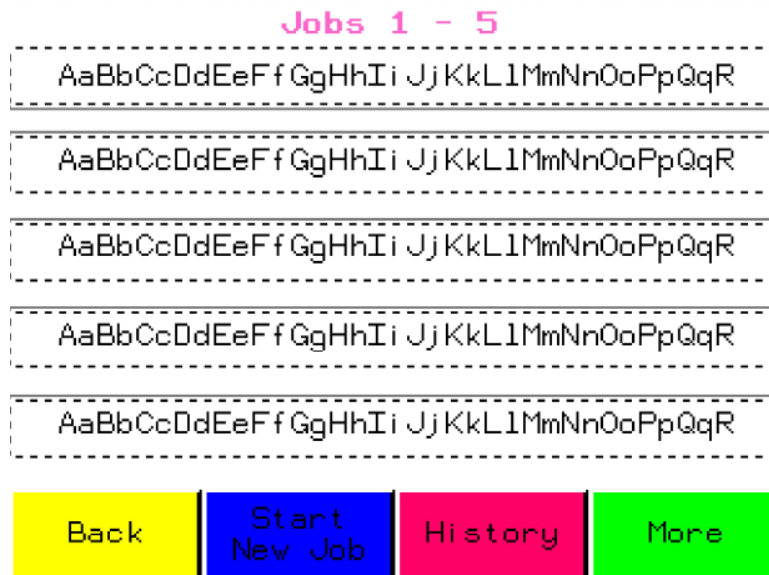 Jobs 1 - 5
AaBbCcDdEeFfGgHhIiJjKkLlMmNnOoPpQqR
AaBbCcDdEeFfGgHhIiJjKkLlMmNnOoPpQqR
AaBbCcDdEeFfGgHhIiJjKkLlMmNnOoPpQqR
AaBbCcDdEeFfGgHhIiJjKkLlMmNnOoPpQqR
AaBbCcDdEeFfGgHhIiJjKkLlMmNnOoPpQqR
Back
Start
New Job
History
More